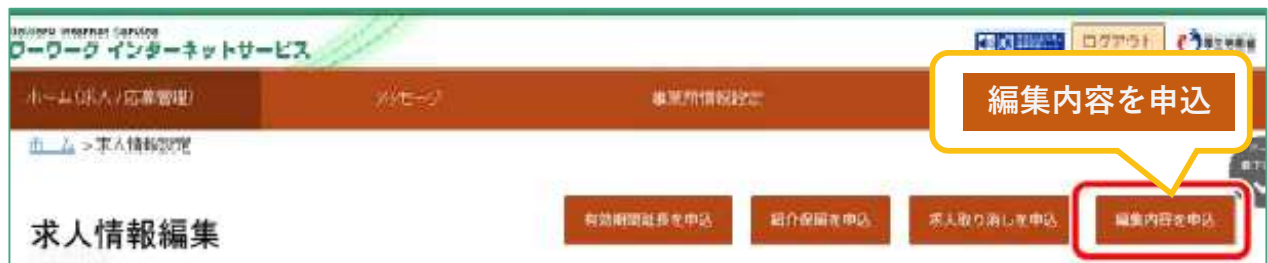 ワーワーク インターネットサービス
ログアウト
ホーム(求人/応募管理)
メッセージ
事業所情報設定
編集内容を申込
ホーム > 求人情報設定
有効期間延長を申込
紹介保留を申込
求人取り消しを申込
編集内容を申込
求人情報編集